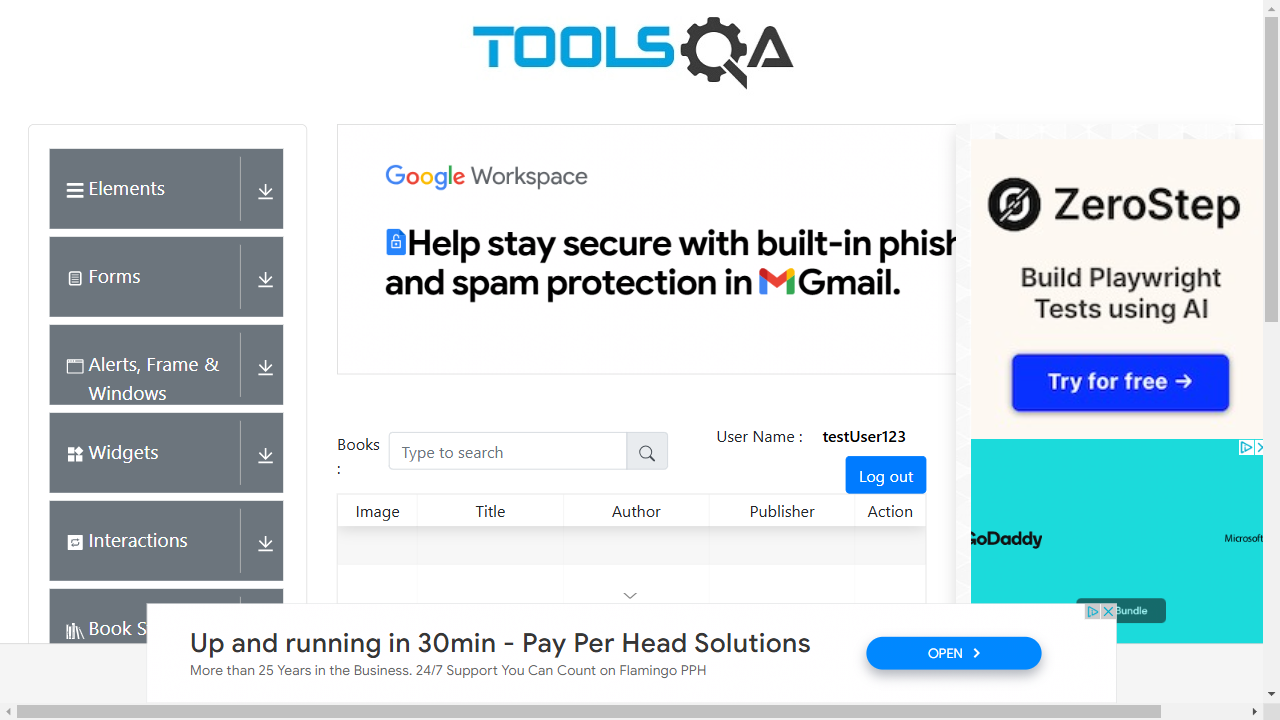 TOOLSQA
Elements
Forms
Alerts, Frame &
Windows
Widgets
Interactions
Book S
Google Workspace
Help stay secure with built-in phish
and spam protection in Gmail.
ZeroStep
Build Playwright
Tests using AI
Try for free →
Books
:
Type to search
User Name :
testUser123
Log out
Image
Title
Author
Publisher
Action
GoDaddy
Microsoft
Bundle
Up and running in 30min - Pay Per Head Solutions
More than 25 Years in the Business. 24/7 Support You Can Count on Flamingo PPH
OPEN